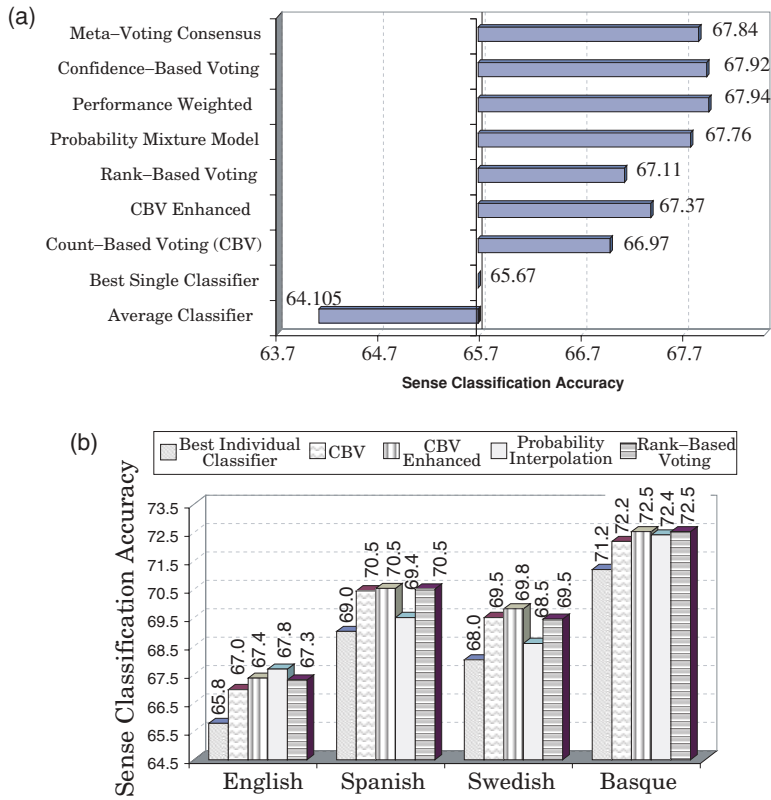 (a)
Meta–Voting Consensus 67.84
Confidence–Based Voting 67.92
Performance Weighted 67.94
Probability Mixture Model 67.76
Rank–Based Voting 67.11
CBV Enhanced 67.37
Count–Based Voting (CBV) 66.97
Best Single Classifier 65.67
Average Classifier 64.105
63.7 64.7 65.7 66.7 67.7
Sense Classification Accuracy
(b)
Best Individual Classifier
CBV
CBV Enhanced
Probability Interpolation
Rank–Based Voting
Sense Classification Accuracy
73.5
72.5
71.5
70.5
69.5
68.5
67.5
66.5
65.5
64.5
65.8 67.0 67.4 67.8 67.3
69.0 70.5 70.5 69.4 70.5
68.0 69.5 69.8 68.5 69.5
71.2 72.2 72.5 72.4 72.5
English Spanish Swedish Basque